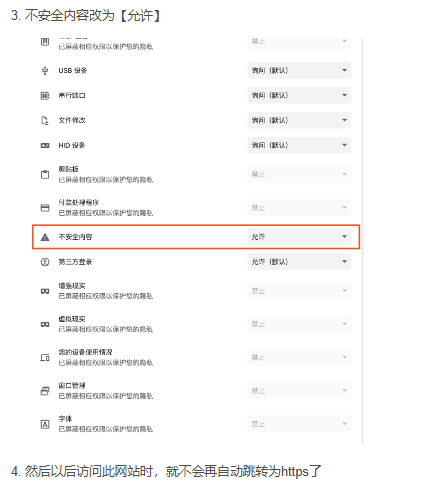 3. 不安全内容改为【允许】
禁止
已屏蔽相应权限以保护您的隐私
USB 设备
询问（默认）
串行端口
询问（默认）
文件修改
询问（默认）
HID 设备
询问（默认）
剪贴板
已屏蔽相应权限以保护您的隐私
禁止
付款处理程序
已屏蔽相应权限以保护您的隐私
禁止
不安全内容
允许
第三方登录
允许（默认）
增强现实
已屏蔽相应权限以保护您的隐私
禁止
虚拟现实
已屏蔽相应权限以保护您的隐私
禁止
您的设备使用情况
已屏蔽相应权限以保护您的隐私
禁止
窗口管理
已屏蔽相应权限以保护您的隐私
禁止
字体
已屏蔽相应权限以保护您的隐私
禁止
4. 然后以后访问此网站时，就不会再自动跳转为https了